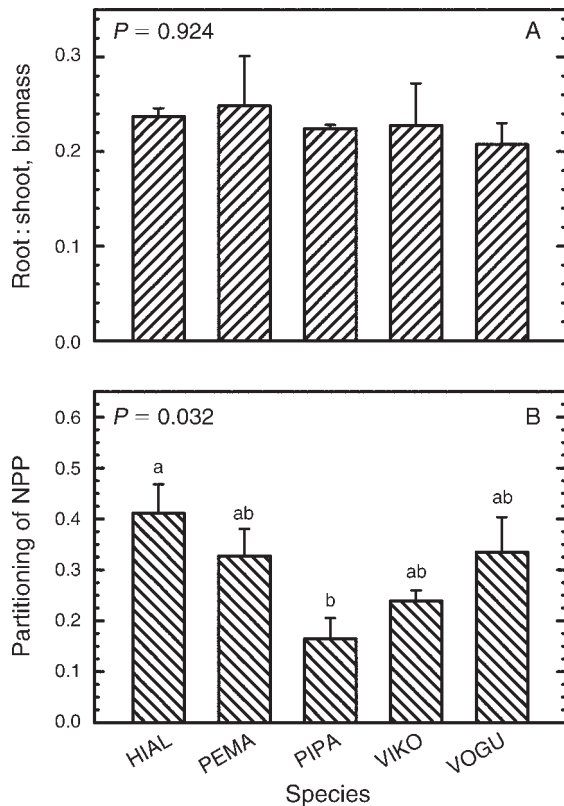 P = 0.924
A
0.3
0.2
0.1
0.0
Root : shoot, biomass
P = 0.032
B
0.6
0.5
0.4
0.3
0.2
0.1
0.0
Partitioning of NPP
a
ab
b
ab
ab
HIAL
PEMA
PIPA
VIKO
VOGU
Species